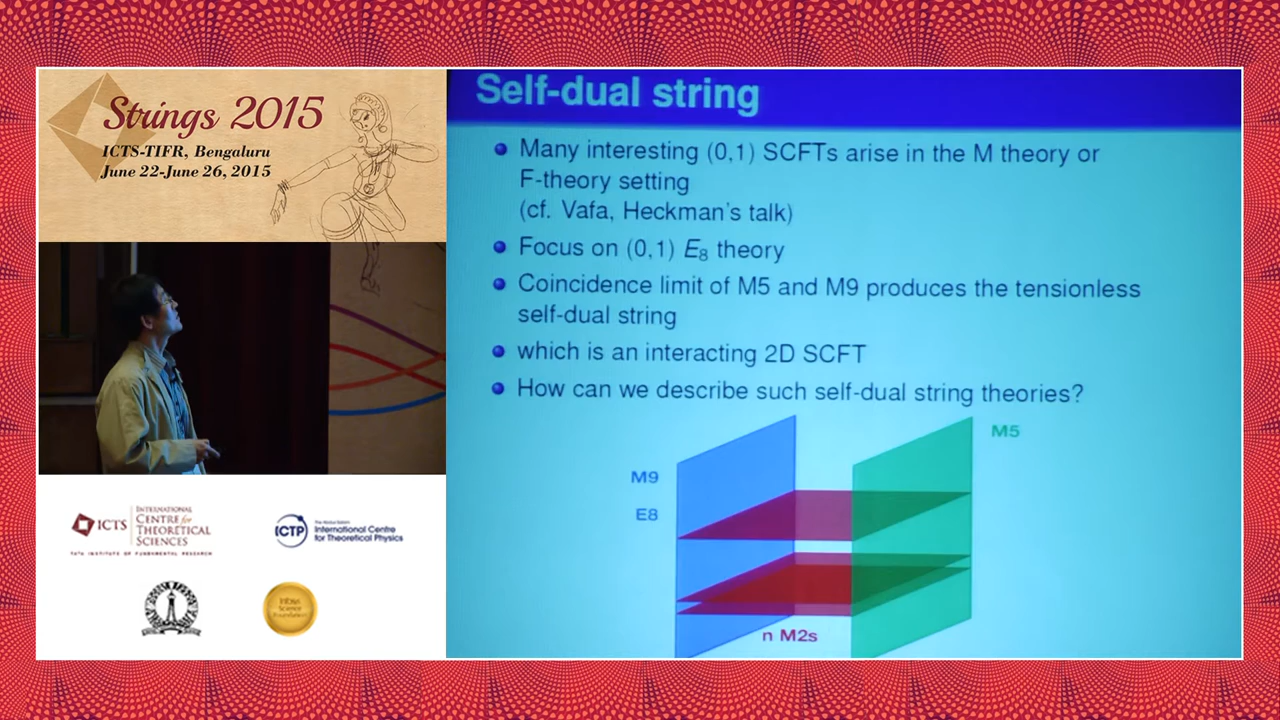 Strings 2015
ICTS-TIFR, Bengaluru
June 22-June 26, 2015
ICTS
INTERNATIONAL
CENTRE for
THEORETICAL
SCIENCES
TATA INSTITUTE OF FUNDAMENTAL RESEARCH
ICTP
International Centre
for Theoretical Physics
Infosys
Science
Foundation
Self-dual string
Many interesting (0,1) SCFTs arise in the M theory or
F-theory setting
(cf. Vafa, Heckman's talk)
Focus on (0,1) E₈ theory
Coincidence limit of M5 and M9 produces the tensionless
self-dual string
which is an interacting 2D SCFT
How can we describe such self-dual string theories?
M5
M9
E8
n M2s